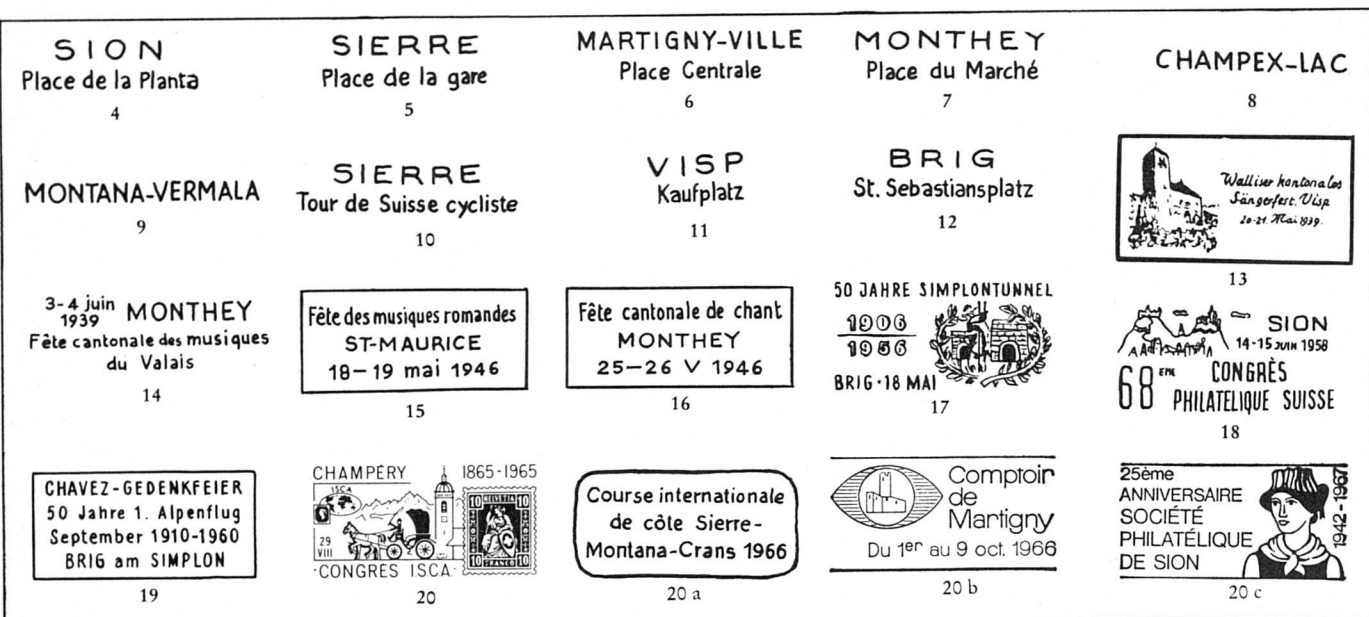 SION
Place de la Planta
4
SIERRE
Place de la gare
5
MARTIGNY-VILLE
Place Centrale
6
MONTHEY
Place du Marché
7
CHAMPEX-LAC
8
MONTANA-VERMALA
9
SIERRE
Tour de Suisse cycliste
10
VISP
Kaufplatz
11
BRIG
St. Sebastiansplatz
12
Walliser kantonales
Sängerfest. Visp
20-21. Mai 1939.
13
3-4 juin
1939
MONTHEY
Fête cantonale des musiques
du Valais
14
Fête des musiques romandes
ST-MAURICE
18-19 mai 1946
15
Fête cantonale de chant
MONTHEY
25-26 V 1946
16
50 JAHRE SIMPLONTUNNEL
1906
1956
BRIG·18 MAI
17
SION
14-15 JUIN 1958
68 EME CONGRÈS
PHILATELIQUE SUISSE
18
CHAVEZ-GEDENKFEIER
50 Jahre 1. Alpenflug
September 1910-1960
BRIG am SIMPLON
19
CHAMPÉRY 1865-1965
ISCA
29
VIII
10 HELVETIA 10
10 FRANCO 10
·CONGRES I.S.C.A·
20
Course internationale
de côte Sierre-
Montana-Crans 1966
20 a
Comptoir
de
Martigny
Du 1er au 9 oct. 1966
20 b
25ème
ANNIVERSAIRE
SOCIÉTÉ
PHILATÉLIQUE
DE SION
1942-1967
20 c